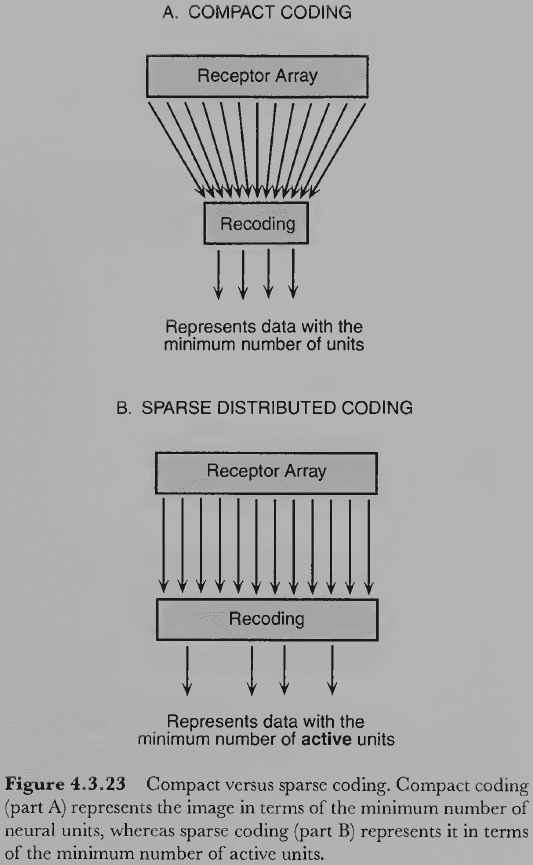 A. COMPACT CODING
Receptor Array
Recoding
Represents data with the
minimum number of units
B. SPARSE DISTRIBUTED CODING
Receptor Array
Recoding
Represents data with the
minimum number of active units
Figure 4.3.23 Compact versus sparse coding. Compact coding
(part A) represents the image in terms of the minimum number of
neural units, whereas sparse coding (part B) represents it in terms
of the minimum number of active units.